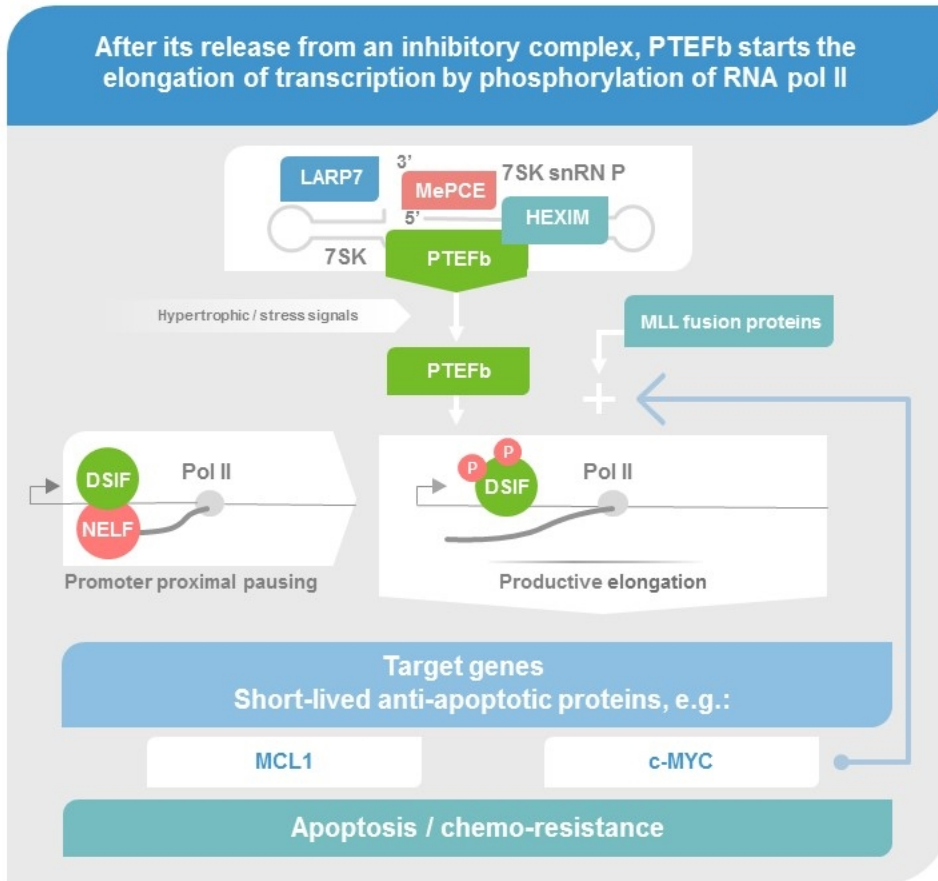 After its release from an inhibitory complex, PTEFb starts the
elongation of transcription by phosphorylation of RNA pol II
LARP7
3’
MePCE
7SK snRN P
5’
HEXIM
7SK
PTEFb
Hypertrophic / stress signals
MLL fusion proteins
PTEFb
+
DSIF
NELF
Pol II
Promoter proximal pausing
P
P
DSIF
Pol II
Productive elongation
Target genes
Short-lived anti-apoptotic proteins, e.g.:
MCL1
c-MYC
Apoptosis / chemo-resistance